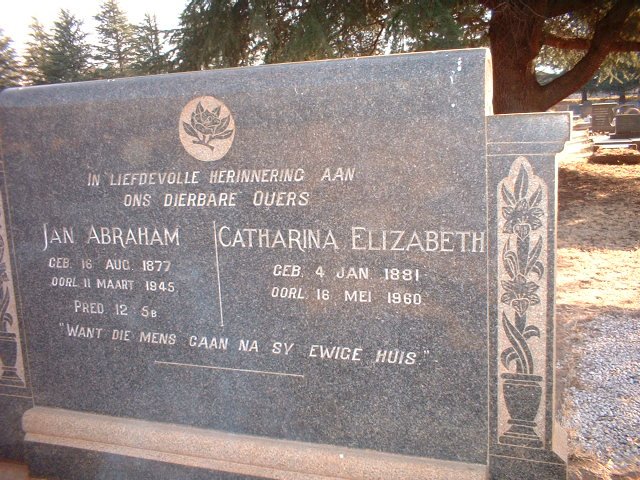 IN LIEFDEVOLLE HERINNERING AAN
ONS DIERBARE OUERS
JAN ABRAHAM
GEB. 16 AUG. 1877
OORL. 11 MAART 1945
PRED. 12 5B
CATHARINA ELIZABETH
GEB. 4 JAN. 1881
OORL. 16 MEI 1960
"WANT DIE MENS GAAN NA SY EWIGE HUIS."